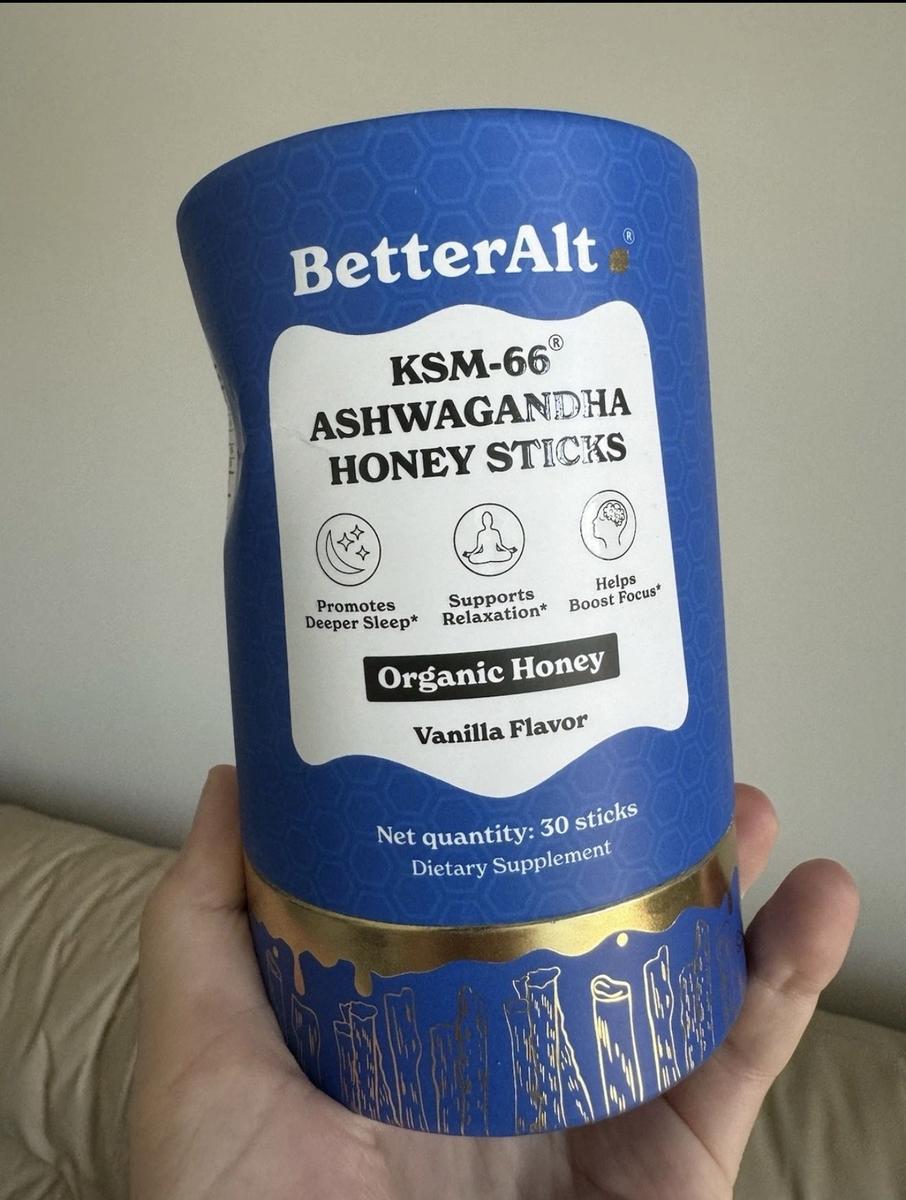 BetterAlt ®
KSM-66®
ASHWAGANDHA
HONEY STICKS
Promotes
Deeper Sleep*
Supports
Relaxation*
Helps
Boost Focus*
Organic Honey
Vanilla Flavor
Net quantity: 30 sticks
Dietary Supplement